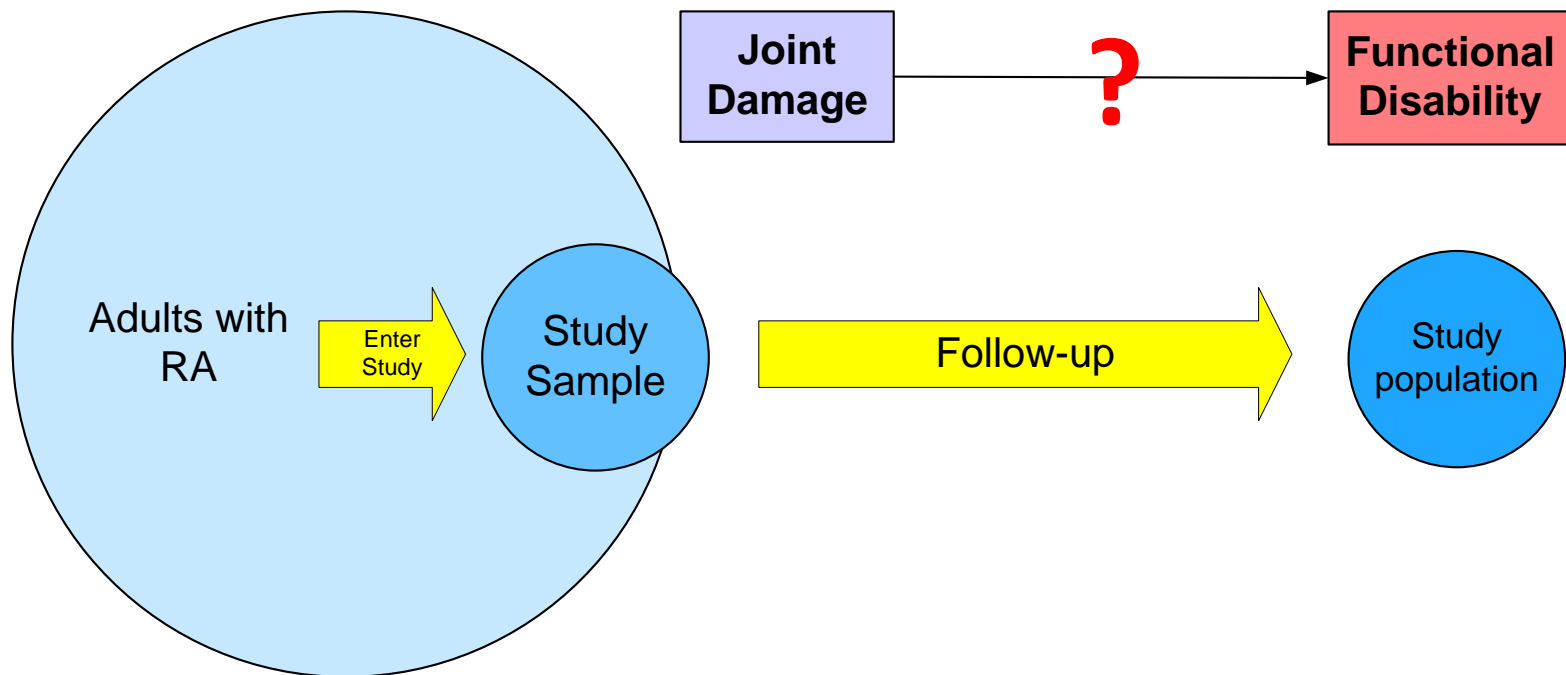 Joint
Damage
?
Functional
Disability
Adults with
RA
Enter
Study
Study
Sample
Follow-up
Study
population